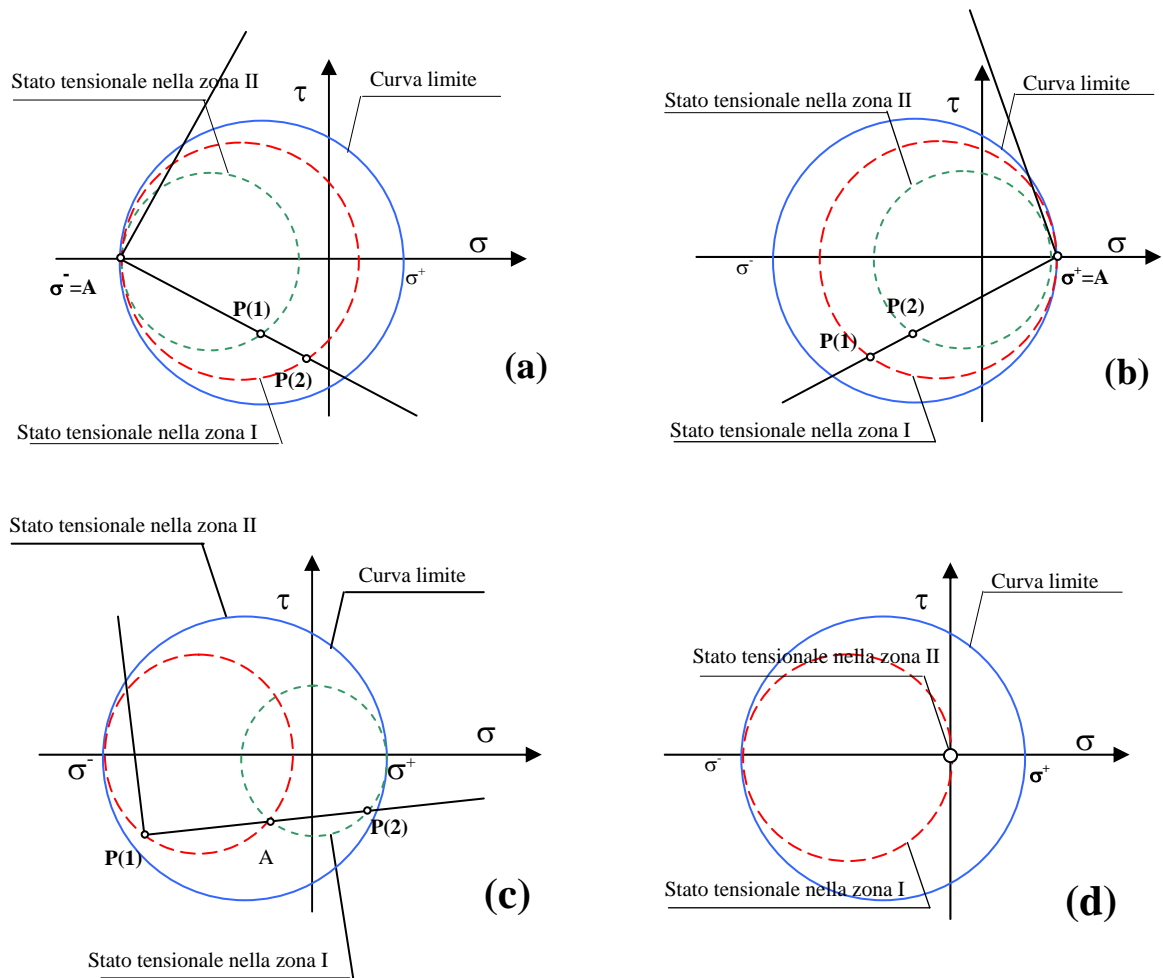 Stato tensionale nella zona II
τ
Curva limite
σ
σ⁻=A
σ⁺
P(1)
P(2)
(a)
Stato tensionale nella zona I
Curva limite
Stato tensionale nella zona II
τ
σ
σ⁻
σ⁺=A
P(2)
P(1)
(b)
Stato tensionale nella zona I
Stato tensionale nella zona II
Curva limite
τ
σ
σ⁻
σ⁺
P(2)
P(1)
A
(c)
Stato tensionale nella zona I
Curva limite
τ
Stato tensionale nella zona II
σ
σ⁻
σ⁺
Stato tensionale nella zona I
(d)